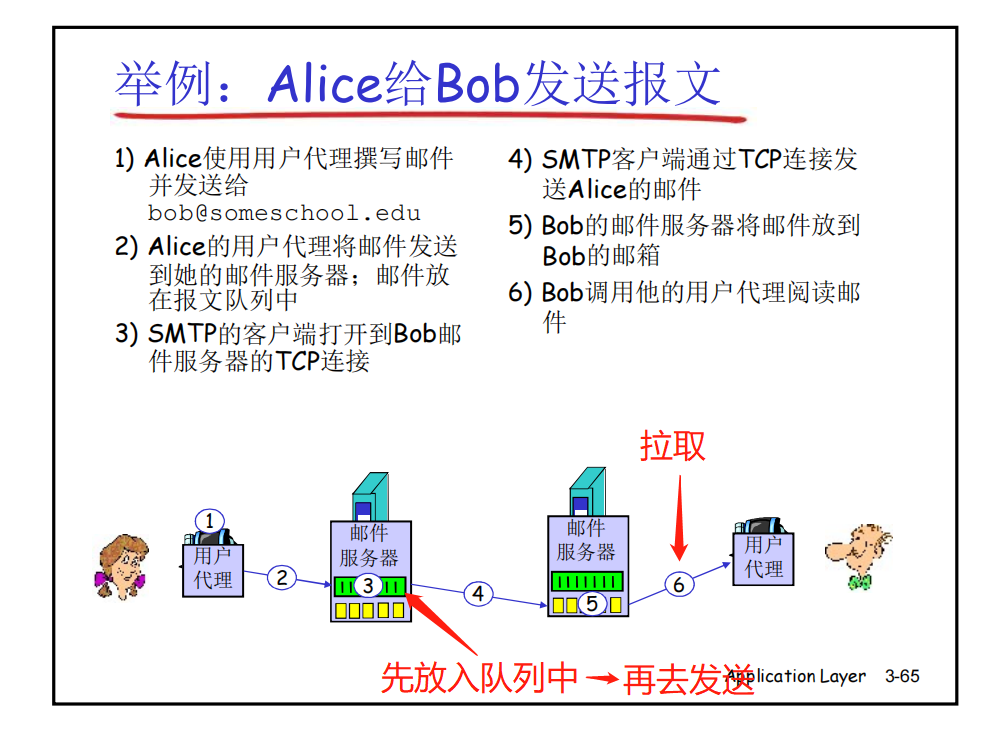 举例：Alice给Bob发送报文
1) Alice使用用户代理撰写邮件
并发送给
bob@someschool.edu
2) Alice的用户代理将邮件发送
到她的邮件服务器；邮件放
在报文队列中
3) SMTP的客户端打开到Bob邮
件服务器的TCP连接
4) SMTP客户端通过TCP连接发
送Alice的邮件
5) Bob的邮件服务器将邮件放到
Bob的邮箱
6) Bob调用他的用户代理阅读邮
件
拉取
1
用户
代理
2
邮件
服务器
3
4
邮件
服务器
5
6
用户
代理
先放入队列中
再去发送
Application Layer
3-65